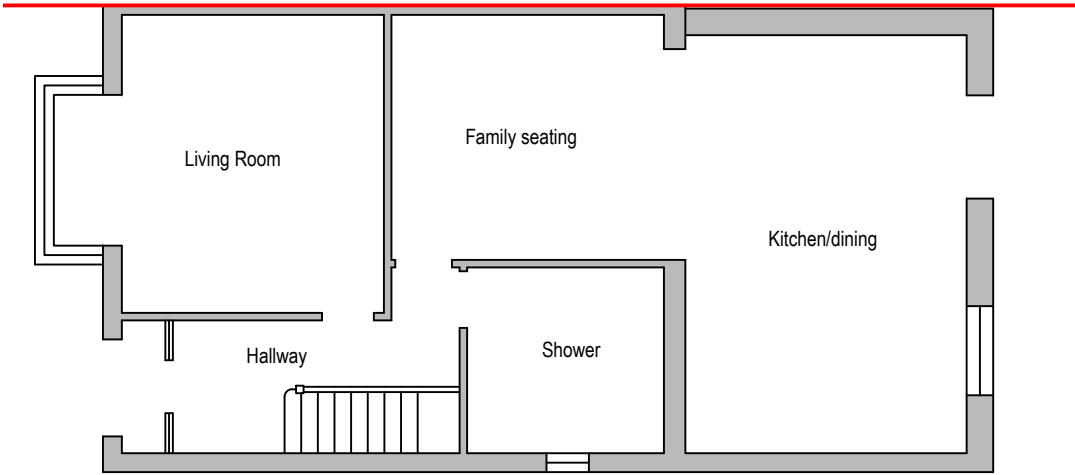 Family seating
Living Room
Kitchen/dining
Hallway
Shower